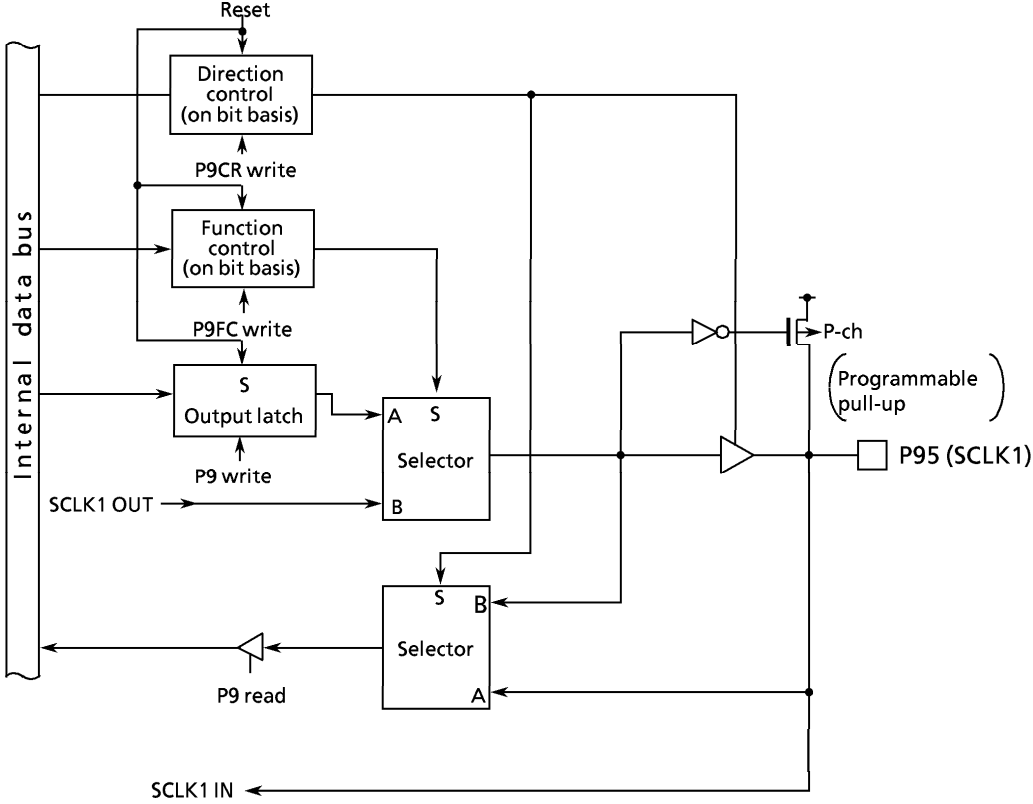 Reset
Direction
control
(on bit basis)
P9CR write
Internal data bus
Function
control
(on bit basis)
P9FC write
P-ch
S
Output latch
Programmable
pull-up
A
S
Selector
P95 (SCLK1)
P9 write
SCLK1 OUT
B
S
B
Selector
P9 read
A
SCLK1 IN